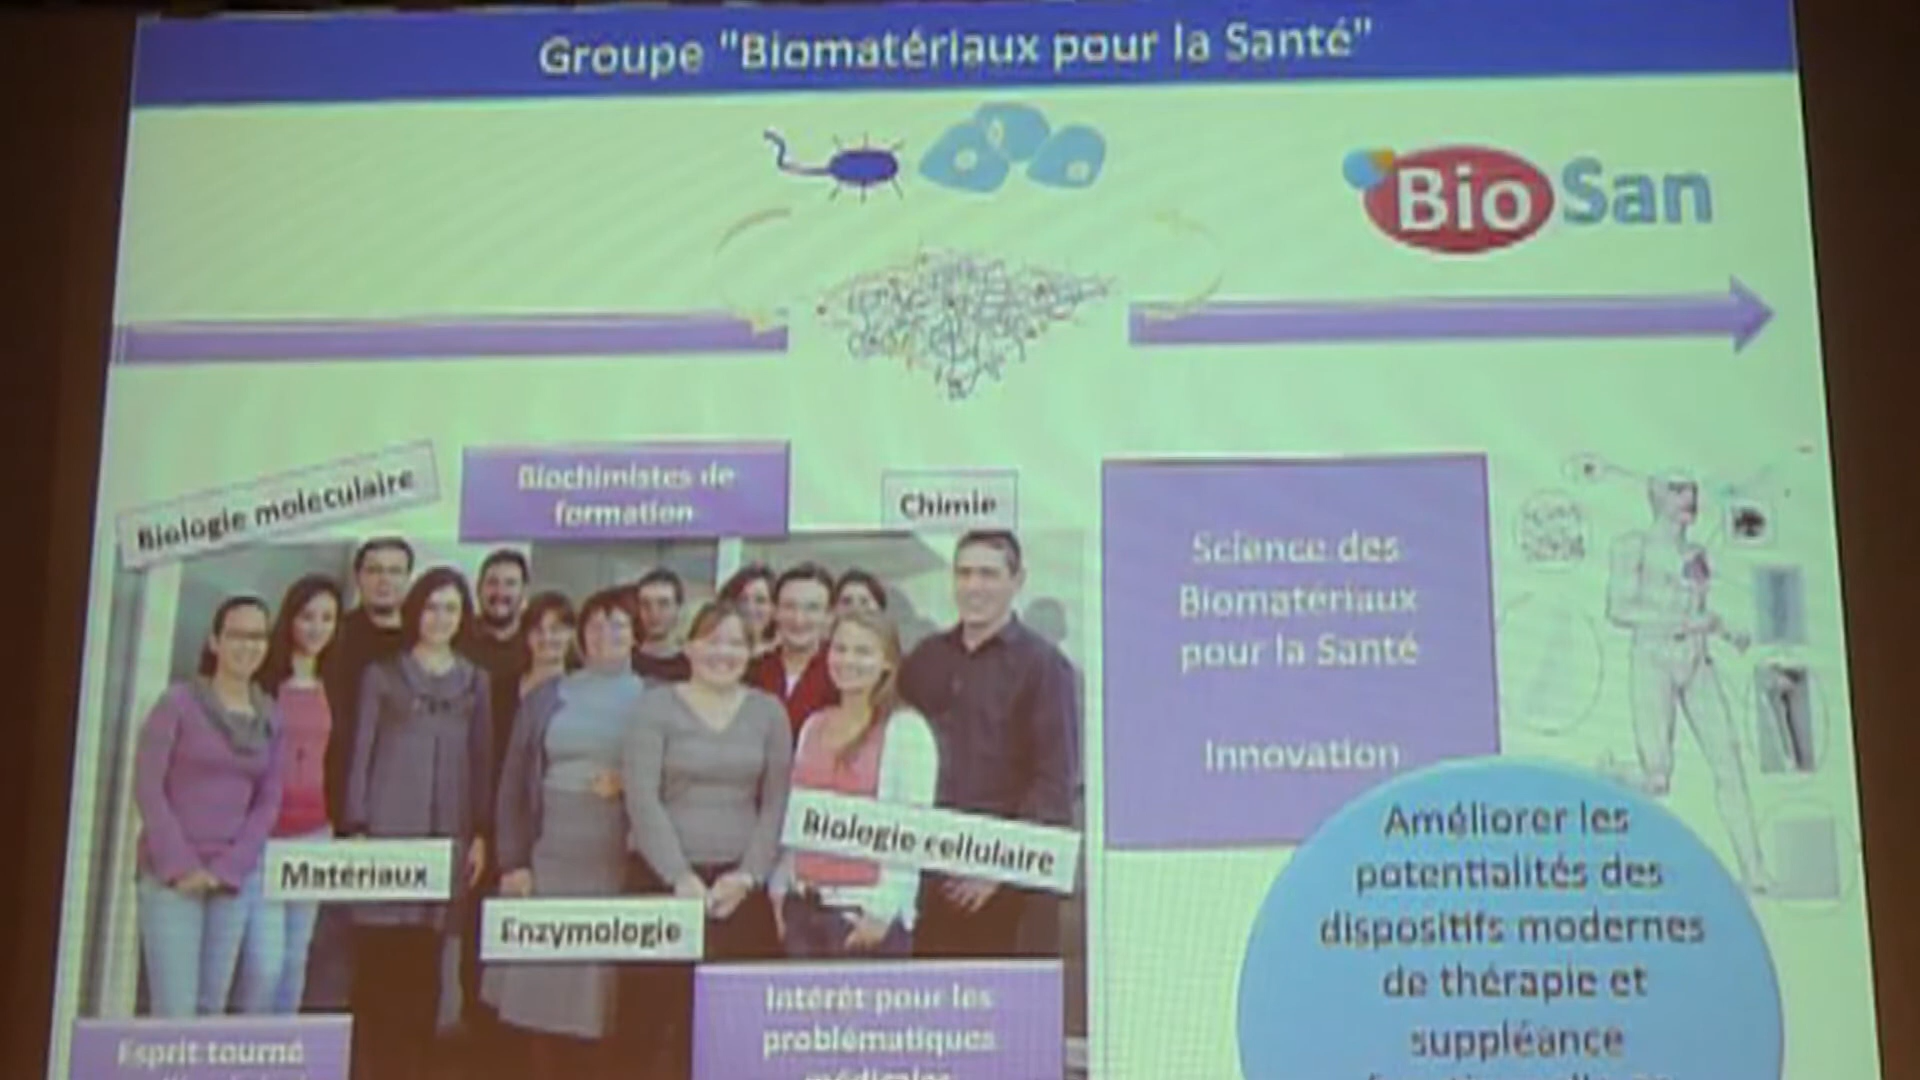 Groupe "Biomatériaux pour la Santé"
BioSan
Biologie moleculaire
Biochimistes de
formation
Chimie
Science des
Biomatériaux
pour la Santé
Innovation
Matériaux
Enzymologie
Biologie cellulaire
Améliorer les
potentialités des
dispositifs modernes
de thérapie et
suppléance
Intérêt pour les
problématiques
médicales
Esprit tourné